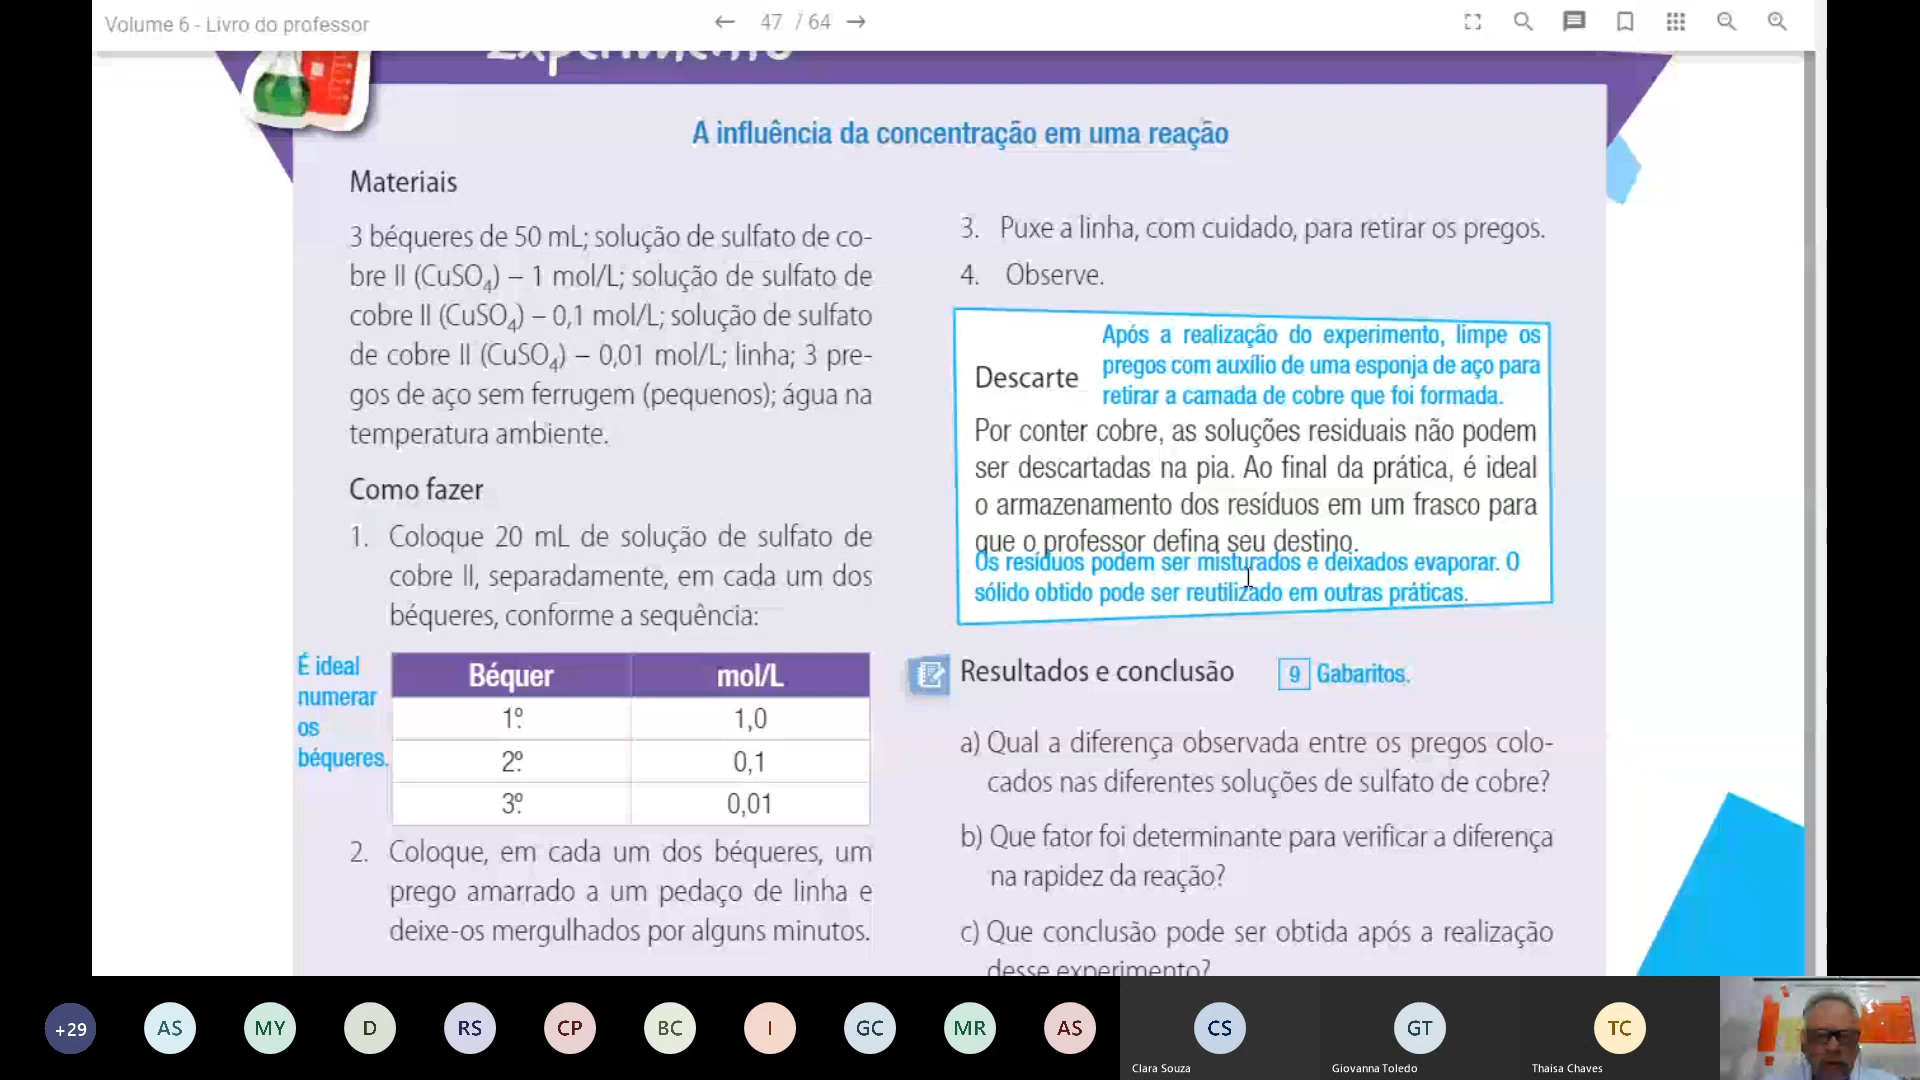 Volume 6 - Livro do professor
47 / 64
Experimento
A influência da concentração em uma reação
Materiais
3 béqueres de 50 mL; solução de sulfato de co-
bre II (CuSO4) – 1 mol/L; solução de sulfato de
cobre II (CuSO4) – 0,1 mol/L; solução de sulfato
de cobre II (CuSO4) – 0,01 mol/L; linha; 3 pre-
gos de aço sem ferrugem (pequenos); água na
temperatura ambiente.
Como fazer
1. Coloque 20 mL de solução de sulfato de
cobre II, separadamente, em cada um dos
béqueres, conforme a sequência:
É ideal
numerar
os
béqueres.
Béquer mol/L
1º. 1,0
2º. 0,1
3º. 0,01
2. Coloque, em cada um dos béqueres, um
prego amarrado a um pedaço de linha e
deixe-os mergulhados por alguns minutos.
3. Puxe a linha, com cuidado, para retirar os pregos.
4. Observe.
Após a realização do experimento, limpe os
pregos com auxílio de uma esponja de aço para
retirar a camada de cobre que foi formada.
Descarte
Por conter cobre, as soluções residuais não podem
ser descartadas na pia. Ao final da prática, é ideal
o armazenamento dos resíduos em um frasco para
que o professor defina seu destino.
Os resíduos podem ser misturados e deixados evaporar. O
sólido obtido pode ser reutilizado em outras práticas.
Resultados e conclusão 9 Gabaritos.
a) Qual a diferença observada entre os pregos colo-
cados nas diferentes soluções de sulfato de cobre?
b) Que fator foi determinante para verificar a diferença
na rapidez da reação?
c) Que conclusão pode ser obtida após a realização
desse experimento?
+29 AS MY D RS CP BC I GC MR AS CS GT TC
Clara Souza Giovanna Toledo Thaisa Chaves